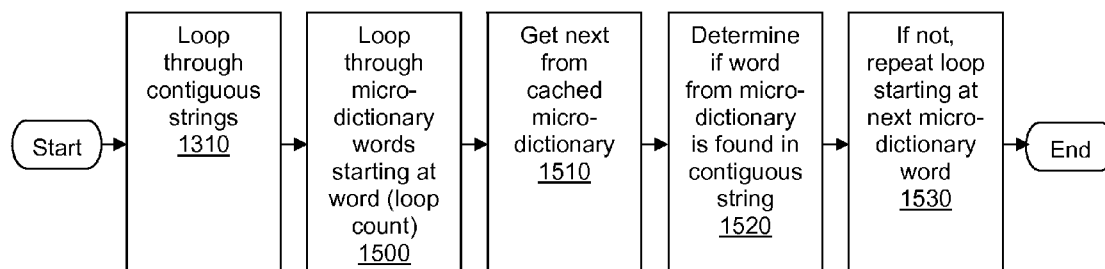 Start
Loop
through
contiguous
strings
1310
Loop
through
micro-
dictionary
words
starting at
word (loop
count)
1500
Get next
from
cached
micro-
dictionary
1510
Determine
if word
from micro-
dictionary
is found in
contiguous
string
1520
If not,
repeat loop
starting at
next micro-
dictionary
word
1530
End